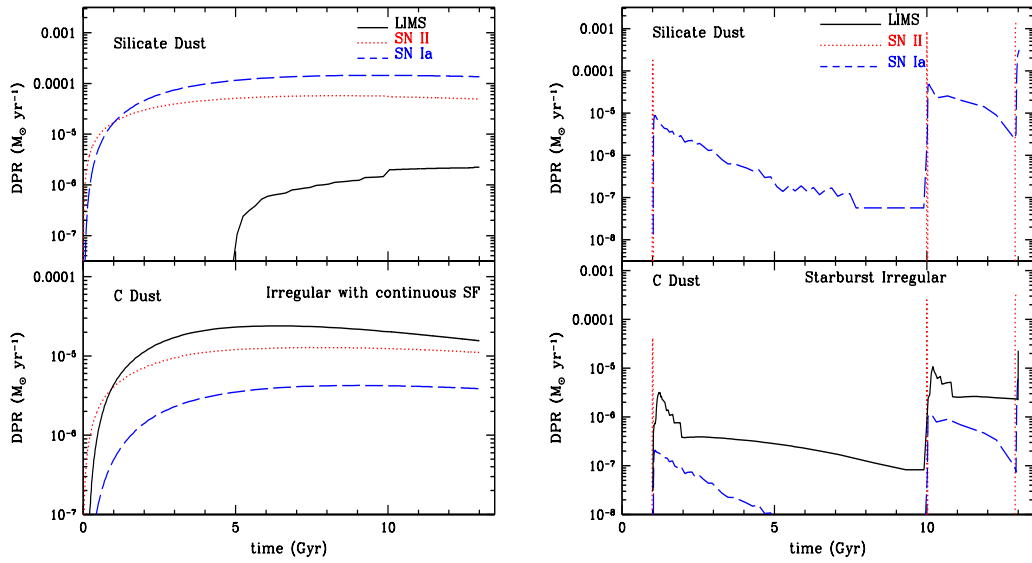 LIMS
SN II
SN Ia
Silicate Dust
0.001
0.0001
10⁻⁵
10⁻⁶
10⁻⁷
DPR (M⊙ yr⁻¹)
C Dust
Irregular with continuous SF
0.0001
10⁻⁵
10⁻⁶
10⁻⁷
DPR (M⊙ yr⁻¹)
0 5 10
time (Gyr)
LIMS
SN II
SN Ia
Silicate Dust
0.001
0.0001
10⁻⁵
10⁻⁶
10⁻⁷
10⁻⁸
DPR (M⊙ yr⁻¹)
C Dust
Starburst Irregular
0.001
0.0001
10⁻⁵
10⁻⁶
10⁻⁷
10⁻⁸
DPR (M⊙ yr⁻¹)
0 5 10
time (Gyr)